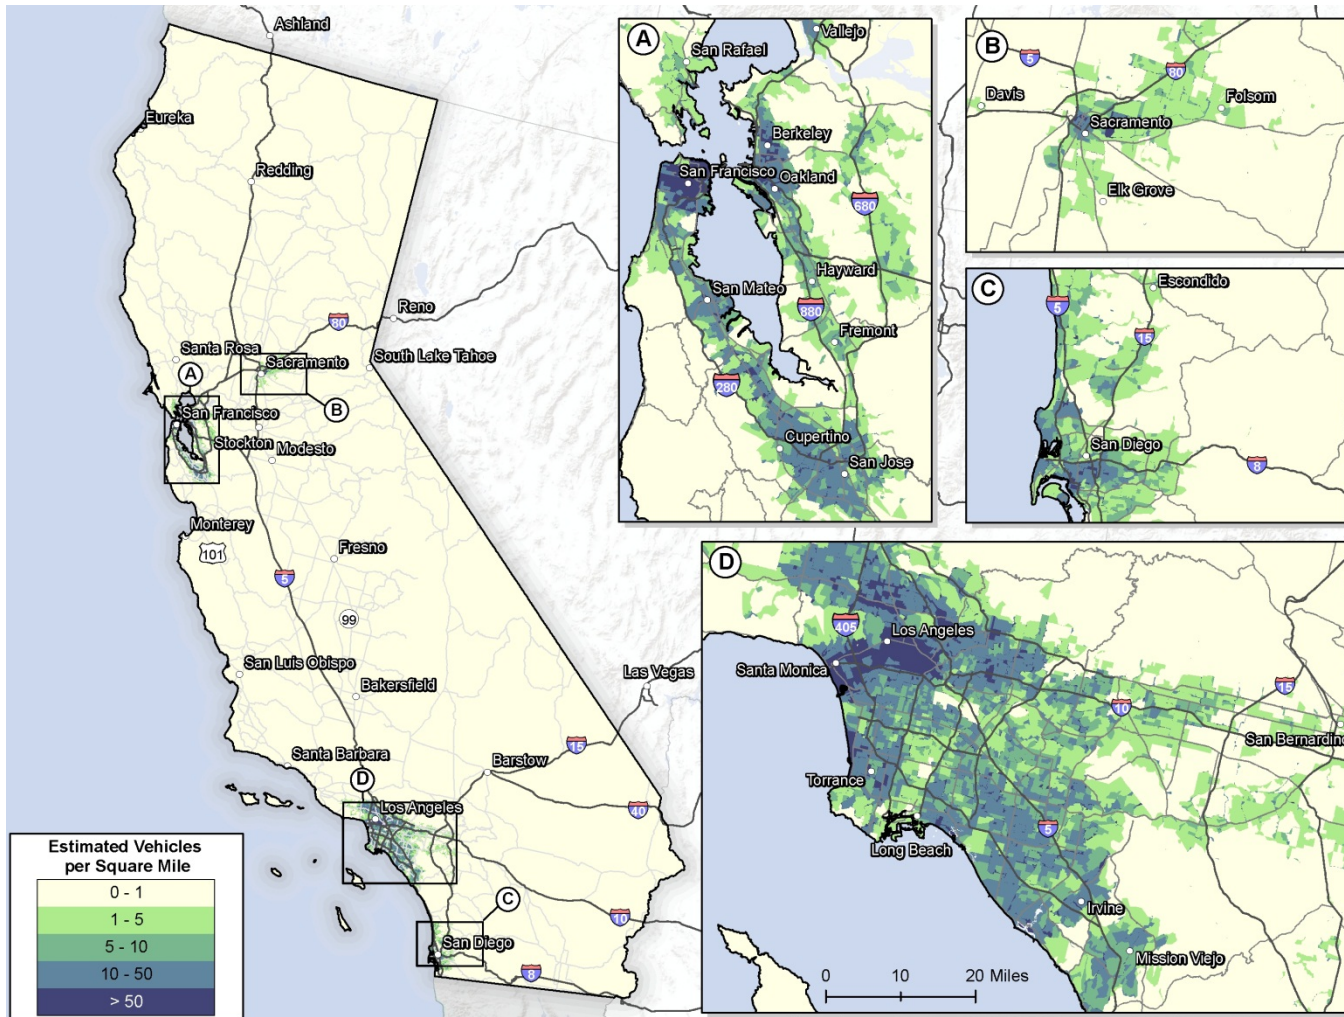 Ashland
Eureka
Redding
Reno
80
Santa Rosa
Sacramento
South Lake Tahoe
A
B
San Francisco
Stockton
Modesto
Monterey
101
Fresno
5
99
San Luis Obispo
Bakersfield
Las Vegas
15
Santa Barbara
Barstow
D
Los Angeles
40
C
San Diego
10
8
Estimated Vehicles
per Square Mile
0 - 1
1 - 5
5 - 10
10 - 50
> 50
A
Vallejo
San Rafael
Berkeley
San Francisco
Oakland
680
San Mateo
Hayward
880
Fremont
280
Cupertino
San Jose
B
5
80
Davis
Folsom
Sacramento
Elk Grove
C
Escondido
5
15
San Diego
8
D
405
Los Angeles
Santa Monica
15
10
San Bernardino
Torrance
5
Long Beach
Irvine
Mission Viejo
0 10 20 Miles